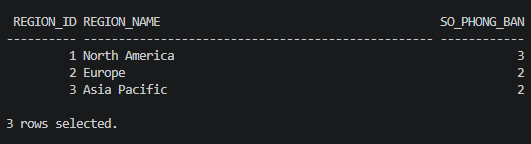 REGION_ID REGION_NAME SO_PHONG_BAN
---------- -------------------------------------------------- ------------
1 North America 3
2 Europe 2
3 Asia Pacific 2
3 rows selected.